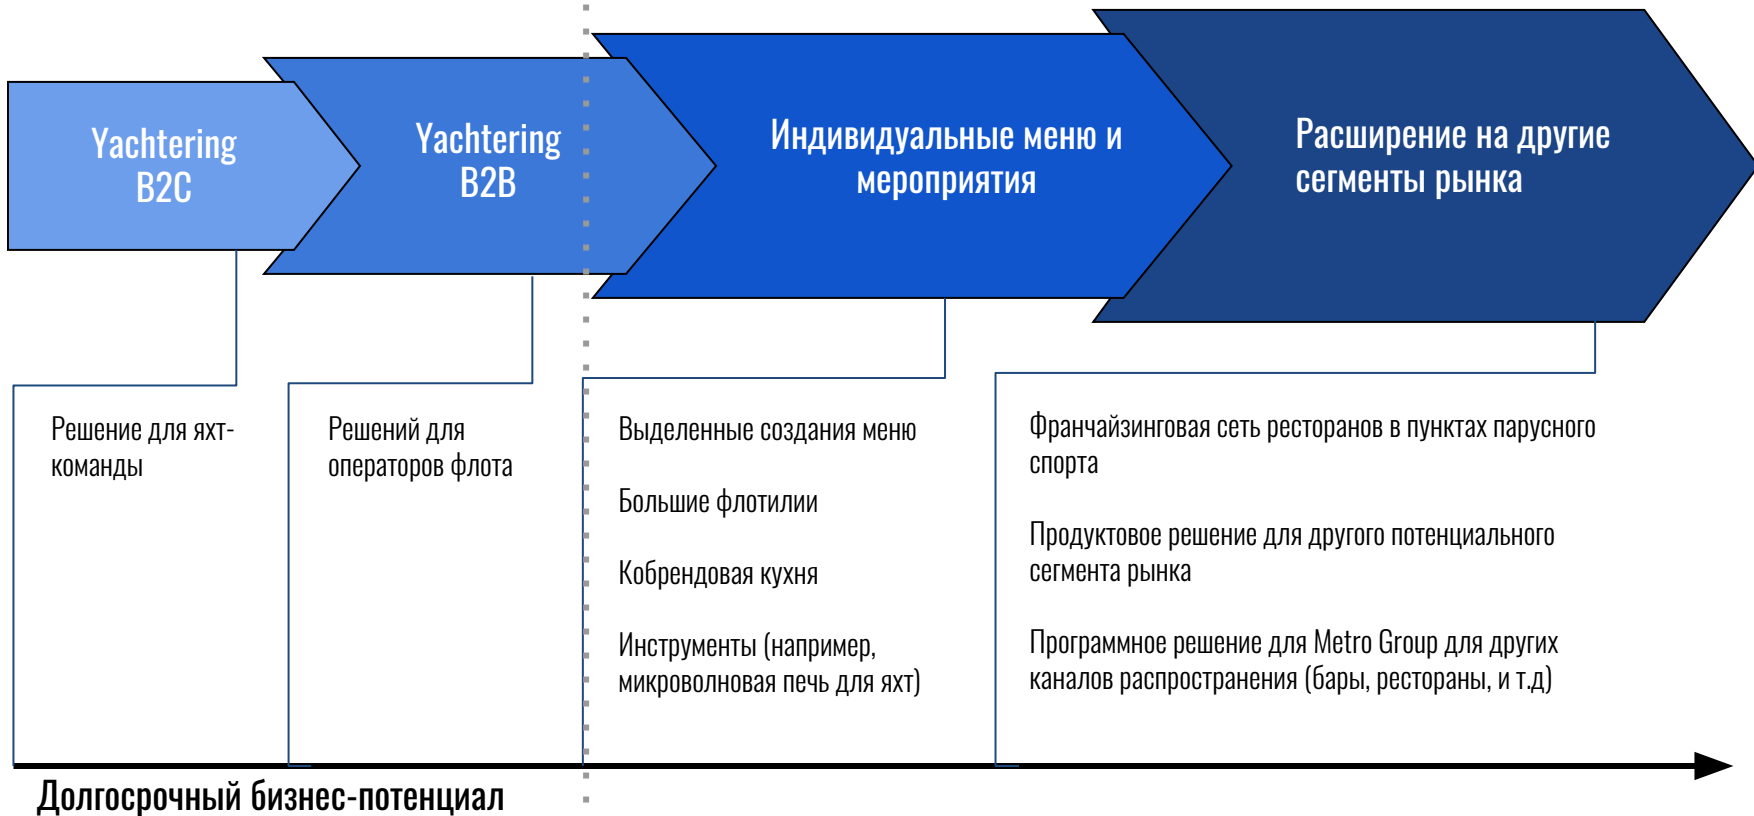 Yachtering
B2C
Yachtering
B2B
Индивидуальные меню и
мероприятия
Расширение на другие
сегменты рынка
Решение для яхт-
команды
Решений для
операторов флота
Выделенные создания меню
Большие флотилии
Кобрендовая кухня
Инструменты (например,
микроволновая печь для яхт)
Франчайзинговая сеть ресторанов в пунктах парусного
спорта
Продуктовое решение для другого потенциального
сегмента рынка
Программное решение для Metro Group для других
каналов распространения (бары, рестораны, и т.д)
Долгосрочный бизнес-потенциал